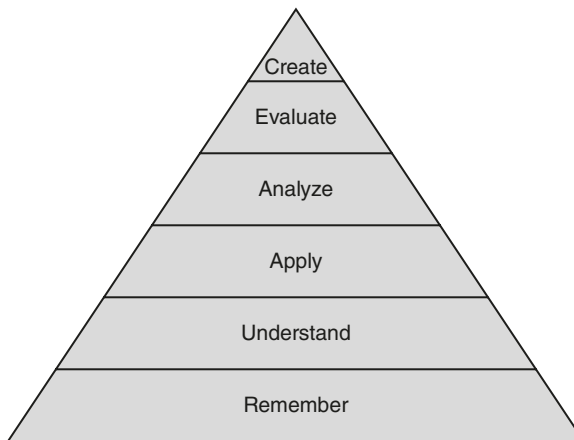 Create
Evaluate
Analyze
Apply
Understand
Remember